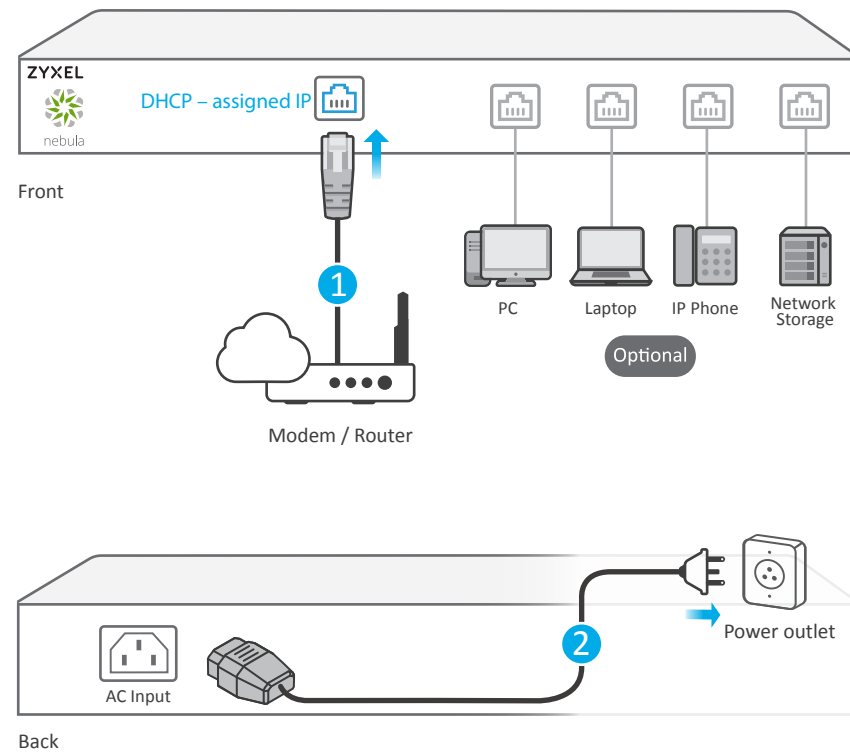 ZYXEL
nebula
DHCP – assigned IP
Front
1
PC
Laptop
IP Phone
Network
Storage
Optional
Modem / Router
Power outlet
2
AC Input
Back